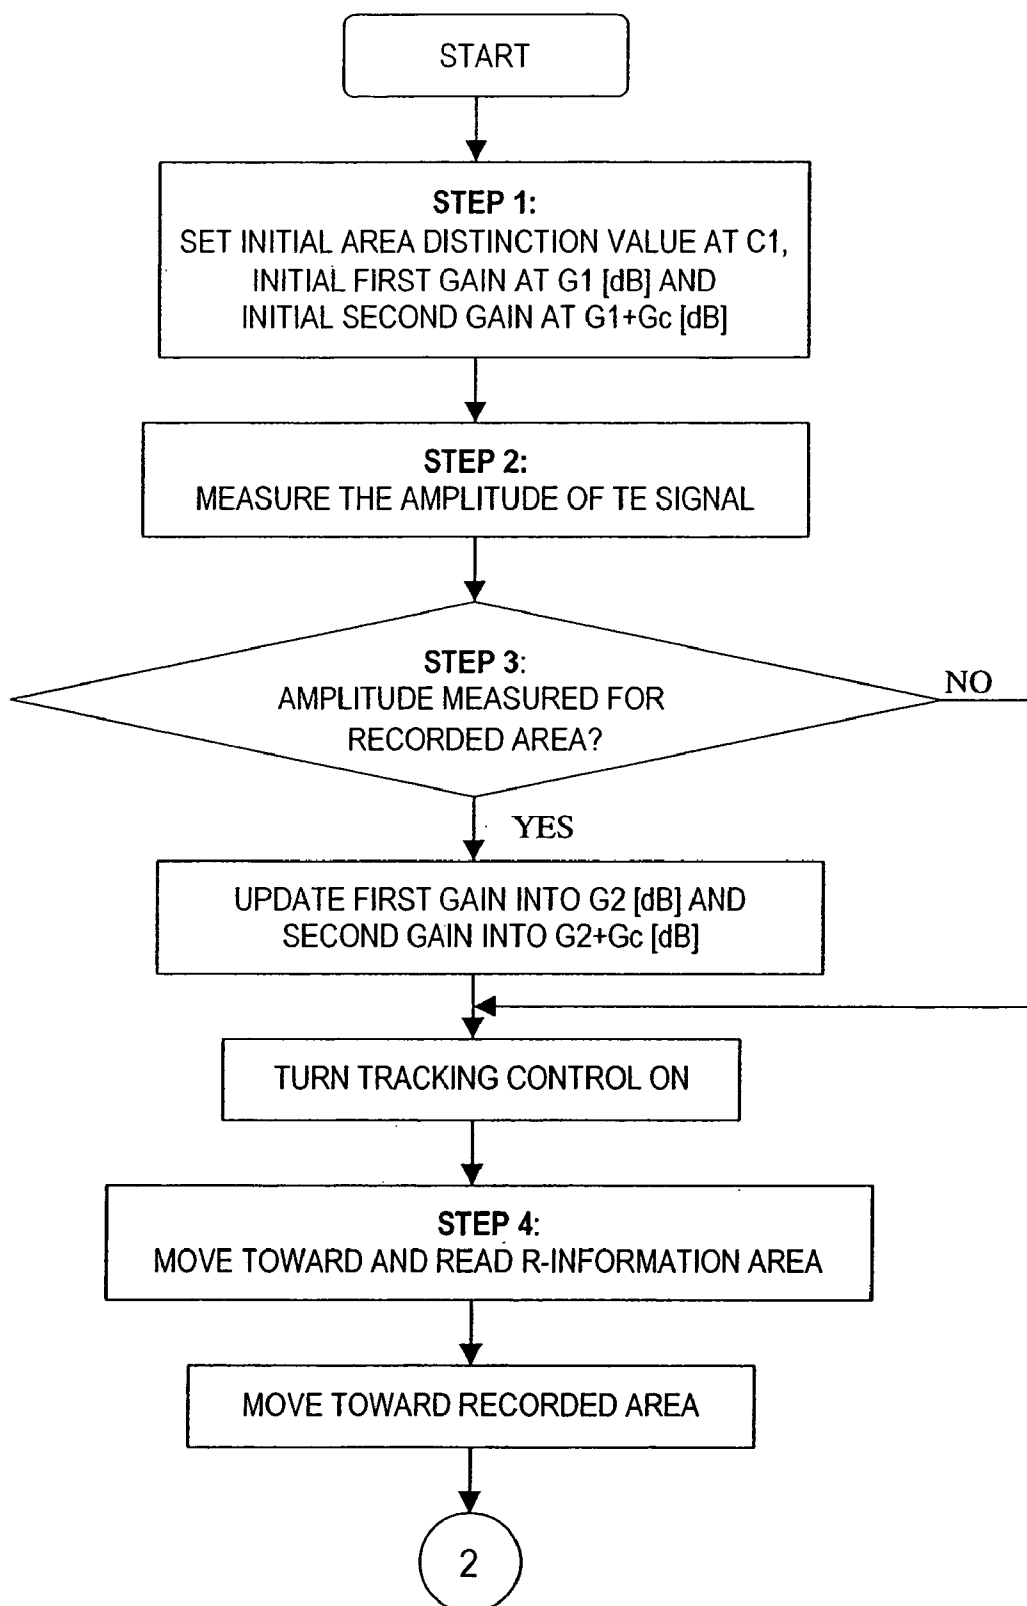 START
STEP 1:
SET INITIAL AREA DISTINCTION VALUE AT C1,
INITIAL FIRST GAIN AT G1 [dB] AND
INITIAL SECOND GAIN AT G1+Gc [dB]
STEP 2:
MEASURE THE AMPLITUDE OF TE SIGNAL
STEP 3:
AMPLITUDE MEASURED FOR
RECORDED AREA?
NO
YES
UPDATE FIRST GAIN INTO G2 [dB] AND
SECOND GAIN INTO G2+Gc [dB]
TURN TRACKING CONTROL ON
STEP 4:
MOVE TOWARD AND READ R-INFORMATION AREA
MOVE TOWARD RECORDED AREA
2